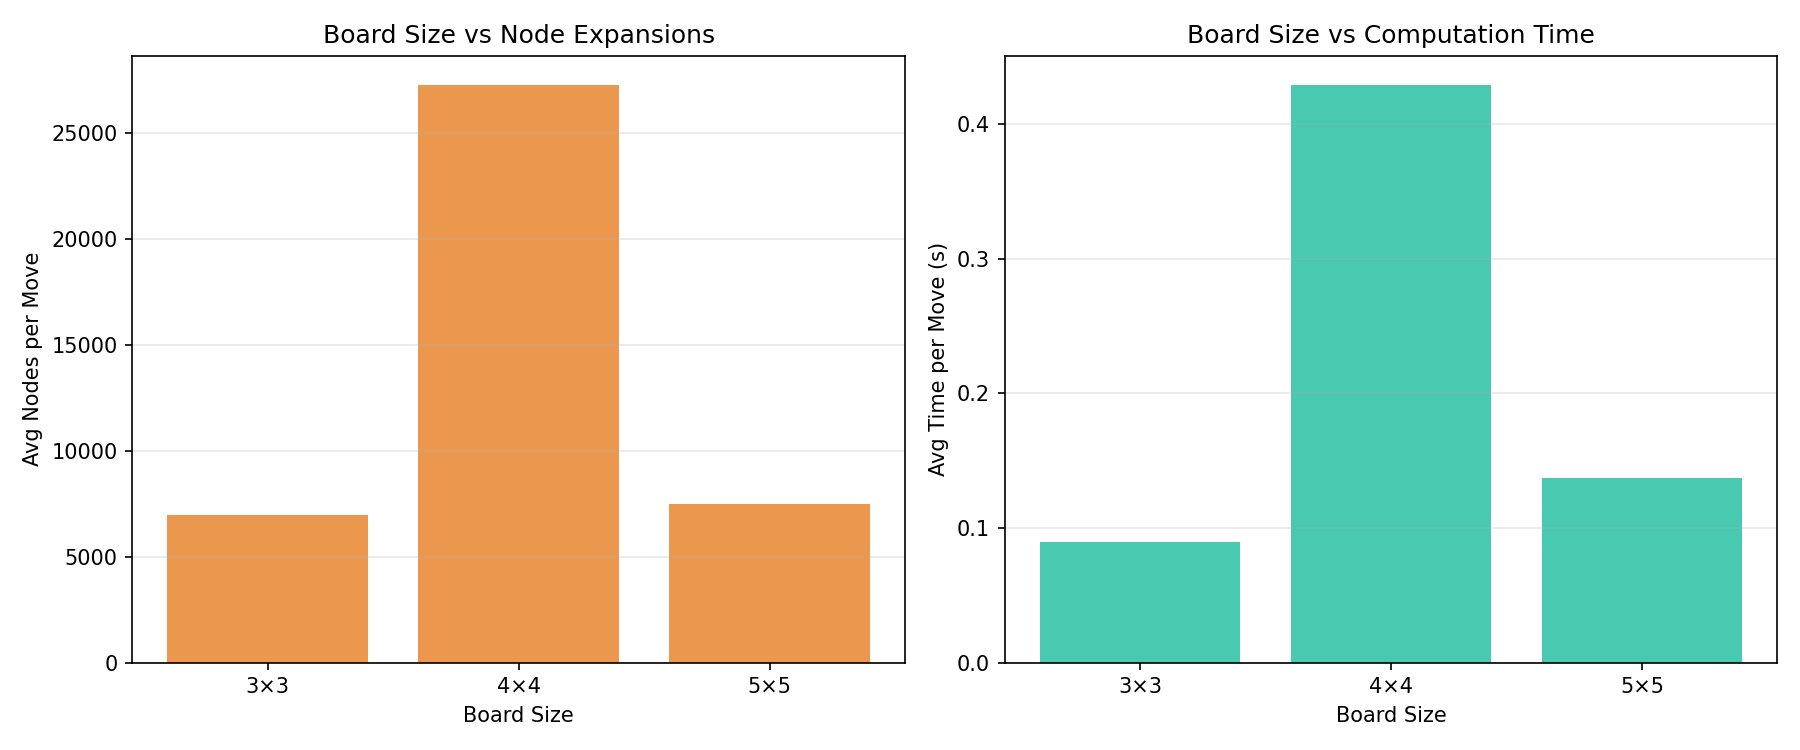 Board Size vs Node Expansions
Avg Nodes per Move
25000
20000
15000
10000
5000
0
3×3
4×4
5×5
Board Size
Board Size vs Computation Time
Avg Time per Move (s)
0.4
0.3
0.2
0.1
0.0
3×3
4×4
5×5
Board Size